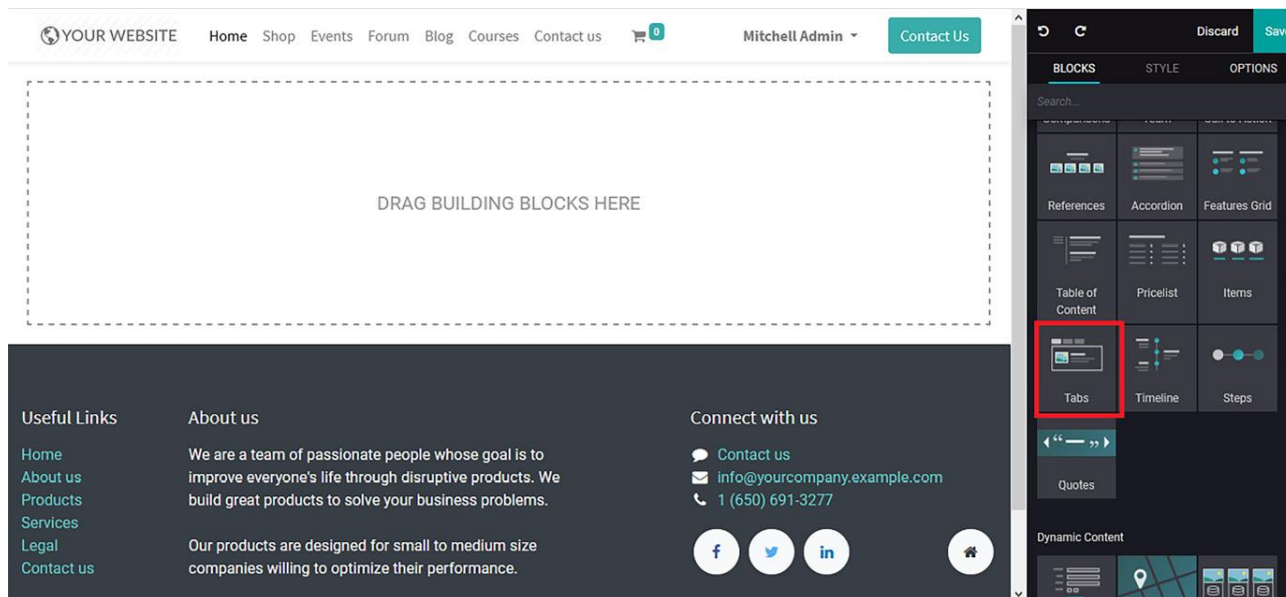 YOUR WEBSITE Home Shop Events Forum Blog Courses Contact us 0 Mitchell Admin Contact Us
Discard Save
BLOCKS STYLE OPTIONS
Search...
DRAG BUILDING BLOCKS HERE
References Accordion Features Grid
Table of Content Pricelist Items
Tabs Timeline Steps
Quotes
Dynamic Content
Useful Links
Home
About us
Products
Services
Legal
Contact us
About us
We are a team of passionate people whose goal is to
improve everyone's life through disruptive products. We
build great products to solve your business problems.
Our products are designed for small to medium size
companies willing to optimize their performance.
Connect with us
Contact us
info@yourcompany.example.com
1 (650) 691-3277